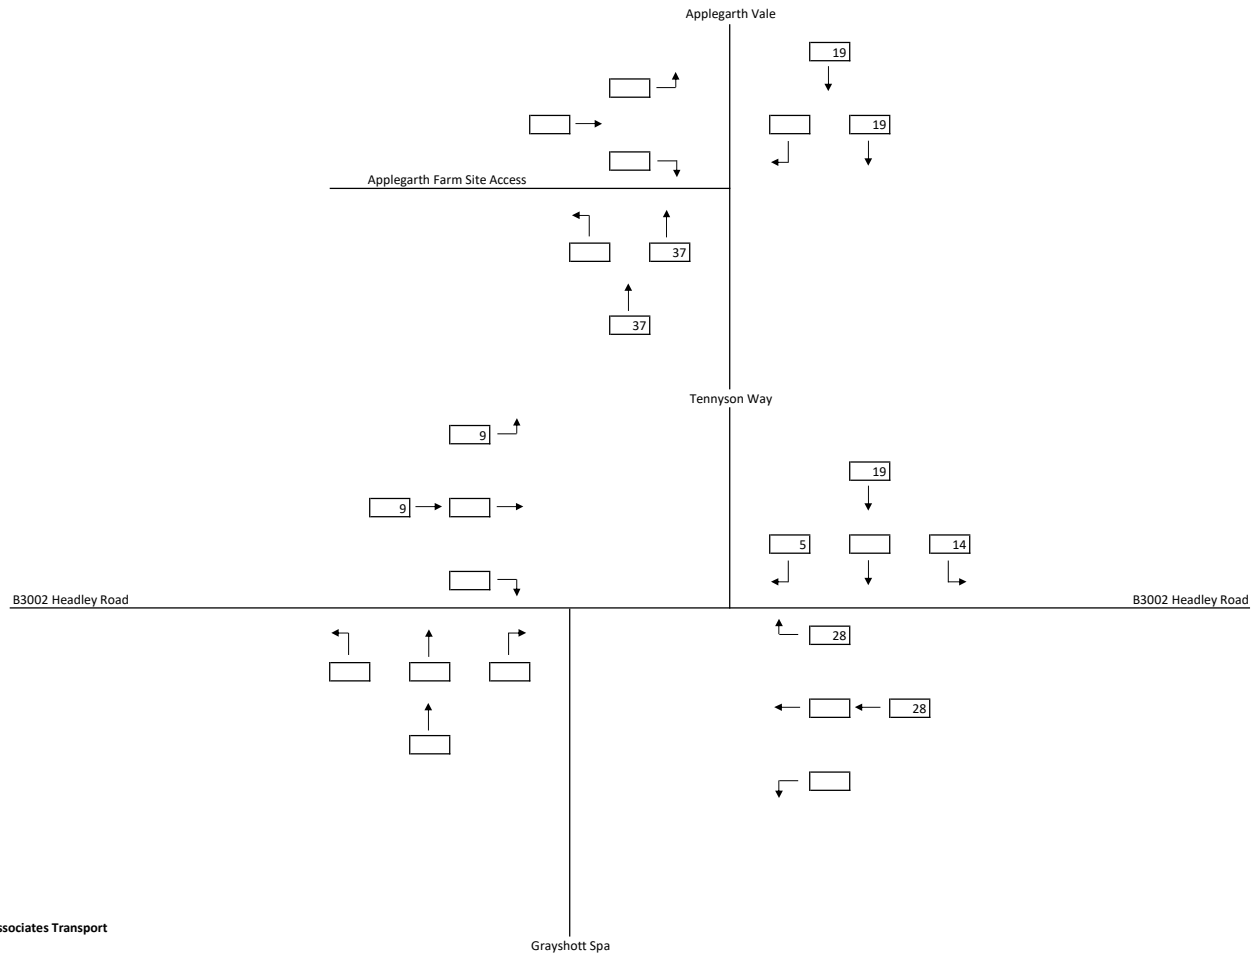 Applegarth Vale
19
19
Applegarth Farm Site Access
37
37
Tennyson Way
9
19
9
5
14
B3002 Headley Road
B3002 Headley Road
28
28
ssociates Transport
Grayshott Spa